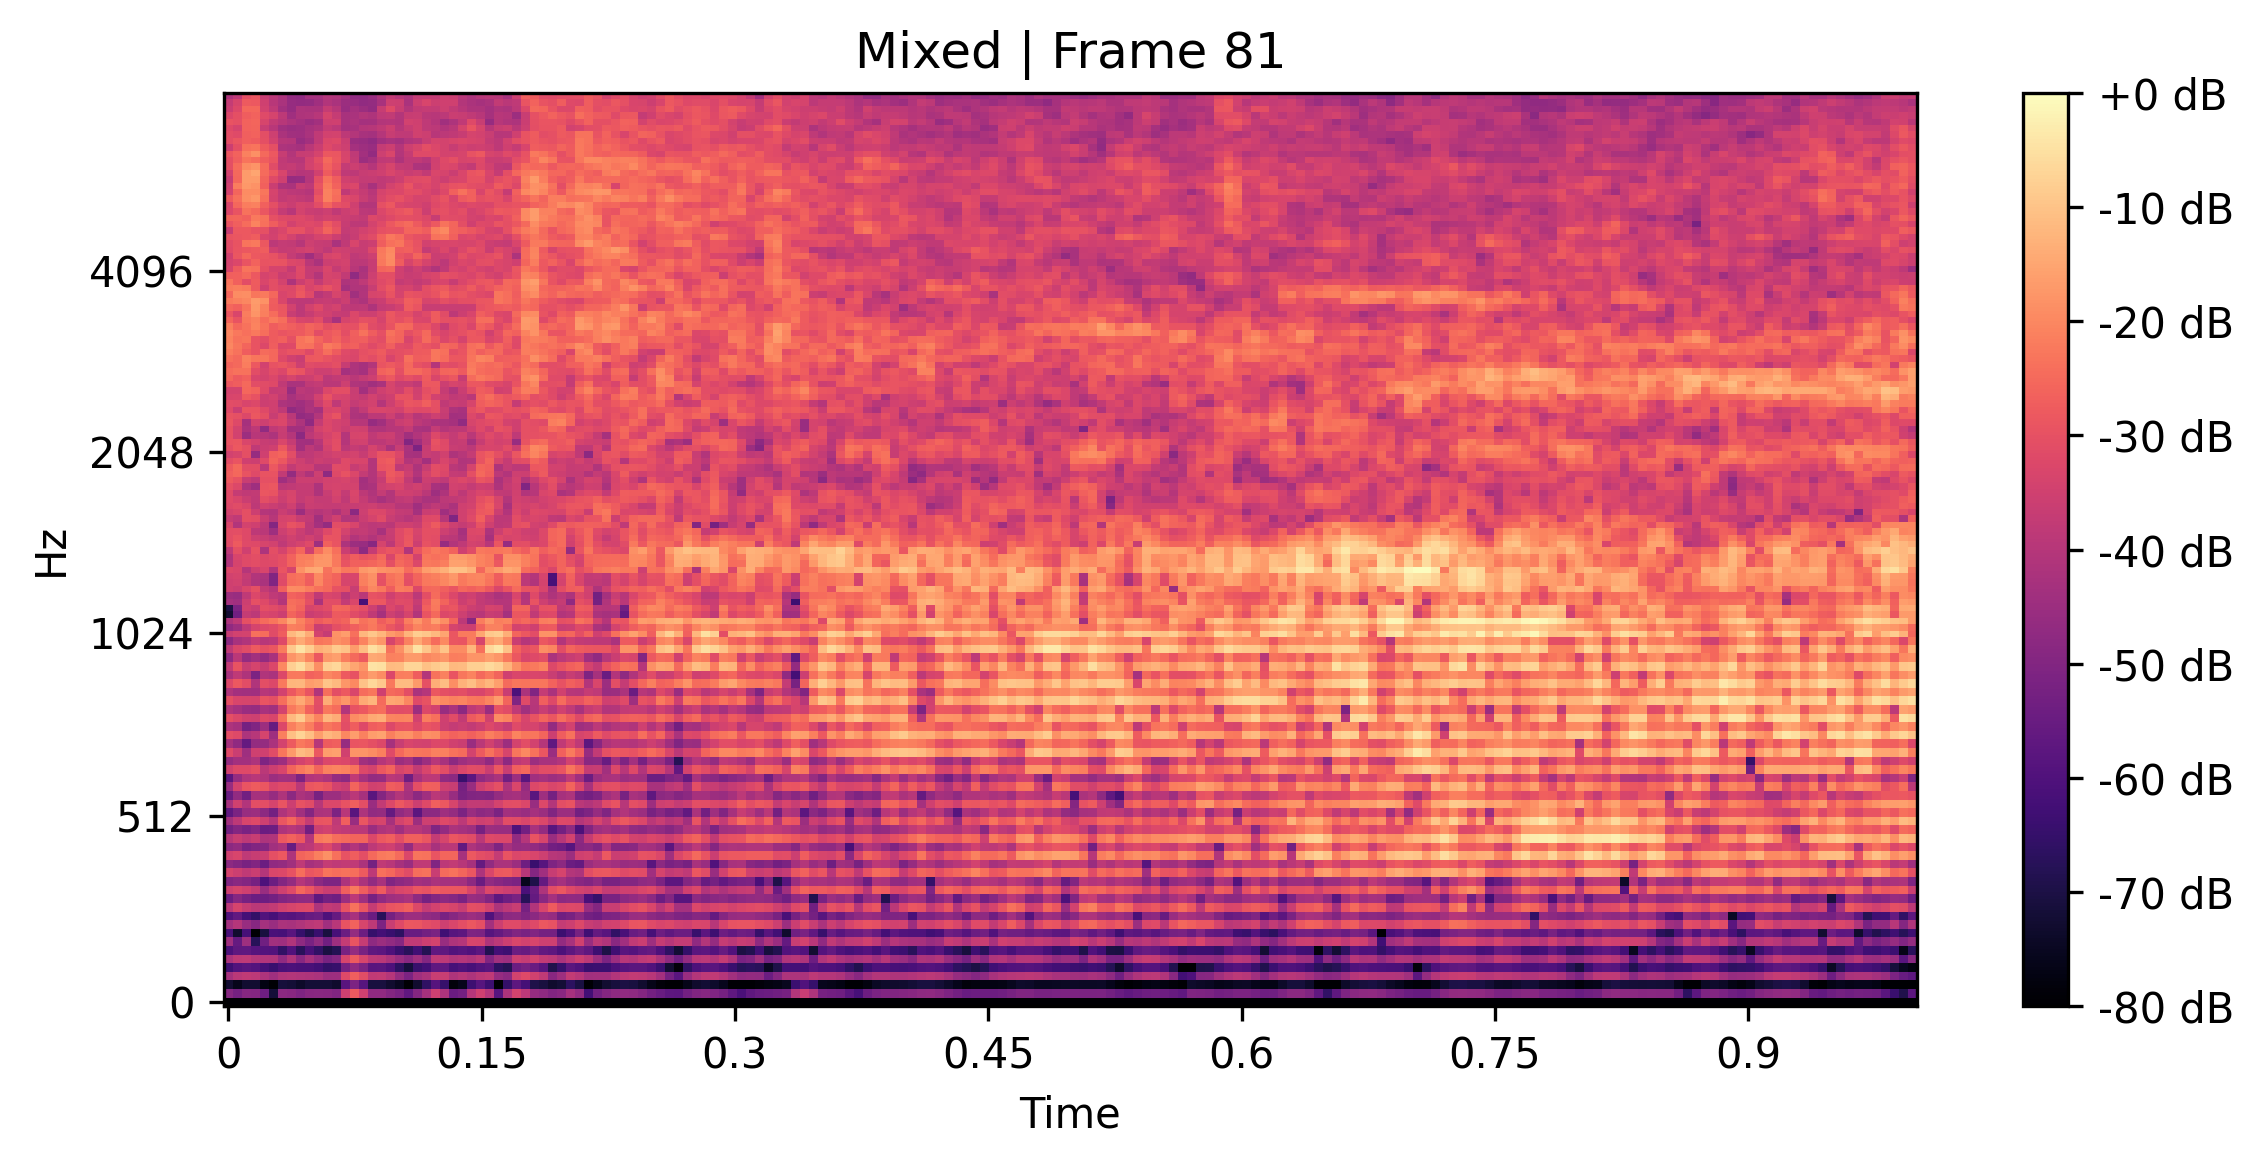 Mixed | Frame 81
+0 dB
-10 dB
4096
-20 dB
-30 dB
2048
-40 dB
Hz
1024
-50 dB
-60 dB
512
-70 dB
0
-80 dB
0 0.15 0.3 0.45 0.6 0.75 0.9
Time